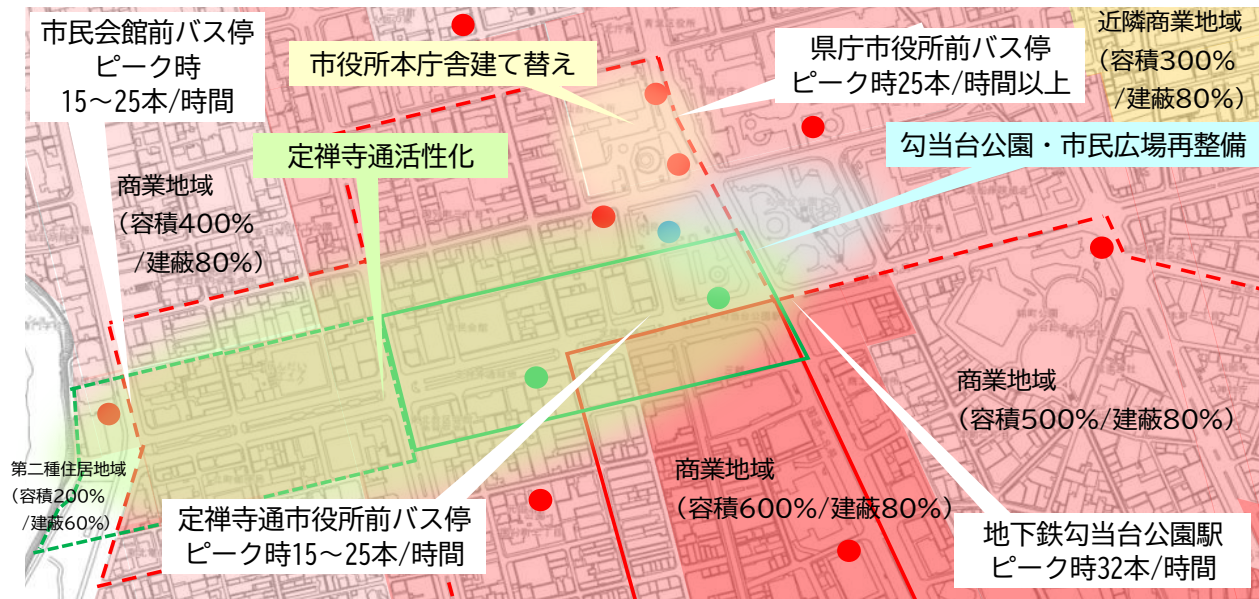 市民会館前バス停
ピーク時
15～25本/時間
市役所本庁舎建て替え
県庁市役所前バス停
ピーク時25本/時間以上
近隣商業地域
（容積300%
/建蔽80%）
定禅寺通活性化
勾当台公園・市民広場再整備
商業地域
（容積400%
/建蔽80%）
商業地域
（容積500%/建蔽80%）
第二種住居地域
（容積200%
/建蔽60%）
商業地域
（容積600%/建蔽80%）
定禅寺通市役所前バス停
ピーク時15～25本/時間
地下鉄勾当台公園駅
ピーク時32本/時間